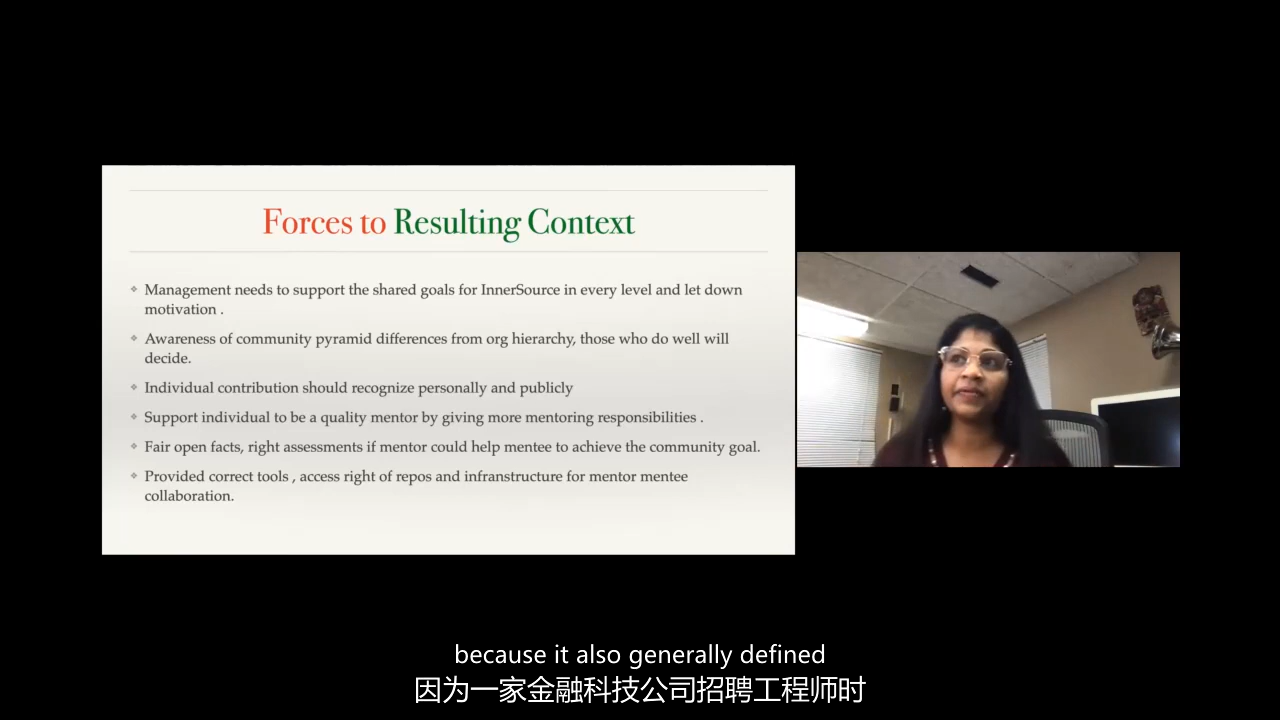 Forces to Resulting Context
Management needs to support the shared goals for InnerSource in every level and let down
motivation .
Awareness of community pyramid differences from org hierarchy, those who do well will
decide.
Individual contribution should recognize personally and publicly
Support individual to be a quality mentor by giving more mentoring responsibilities .
Fair open facts, right assessments if mentor could help mentee to achieve the community goal.
Provided correct tools , access right of repos and infranstructure for mentor mentee
collaboration.
because it also generally defined
因为一家金融科技公司招聘工程师时